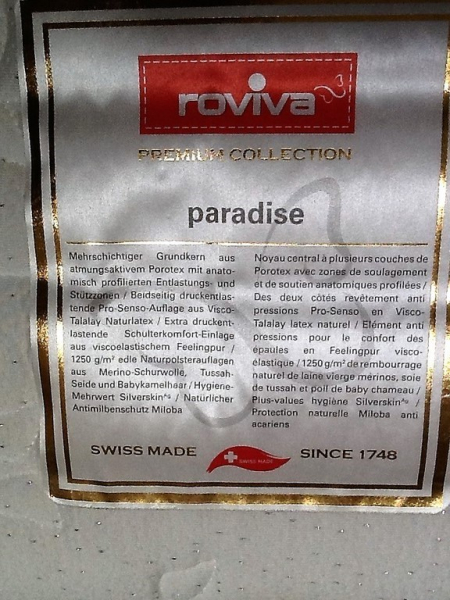 roviva
PREMIUM COLLECTION
paradise
Mehrschichtiger Grundkern aus
atmungsaktivem Porotex mit anato-
misch profilierten Entlastungs- und
Stützzonen / Beidseitig druckentlas-
tende Pro-Senso-Auflage aus Visco-
Talalay Naturlatex / Extra druckent-
lastende Schulterkomfort-Einlage
aus viscoelastischem Feelingpur /
1250 g/m² edle Naturpolsterauflagen
aus Merino-Schurwolle, Tussah-
Seide und Babykamelhaar / Hygiene-
Mehrwert Silverskin^Ag / Natürlicher
Antimilbenschutz Miloba
Noyau central à plusieurs couches de
Porotex avec zones de soulagement
et de soutien anatomiques profilées /
Des deux côtés revêtement anti
pressions Pro-Senso en Visco-
Talalay latex naturel / Elément anti
pressions pour le confort des
épaules en Feelingpur visco-
élastique / 1250 g/m² de rembourrage
naturel de laine vierge mérinos, soie
de tussah et poil de baby chameau /
Plus-values hygiène Silverskin^Ag /
Protection naturelle Miloba anti
acariens
SWISS MADE
SWISS MADE
SINCE 1748